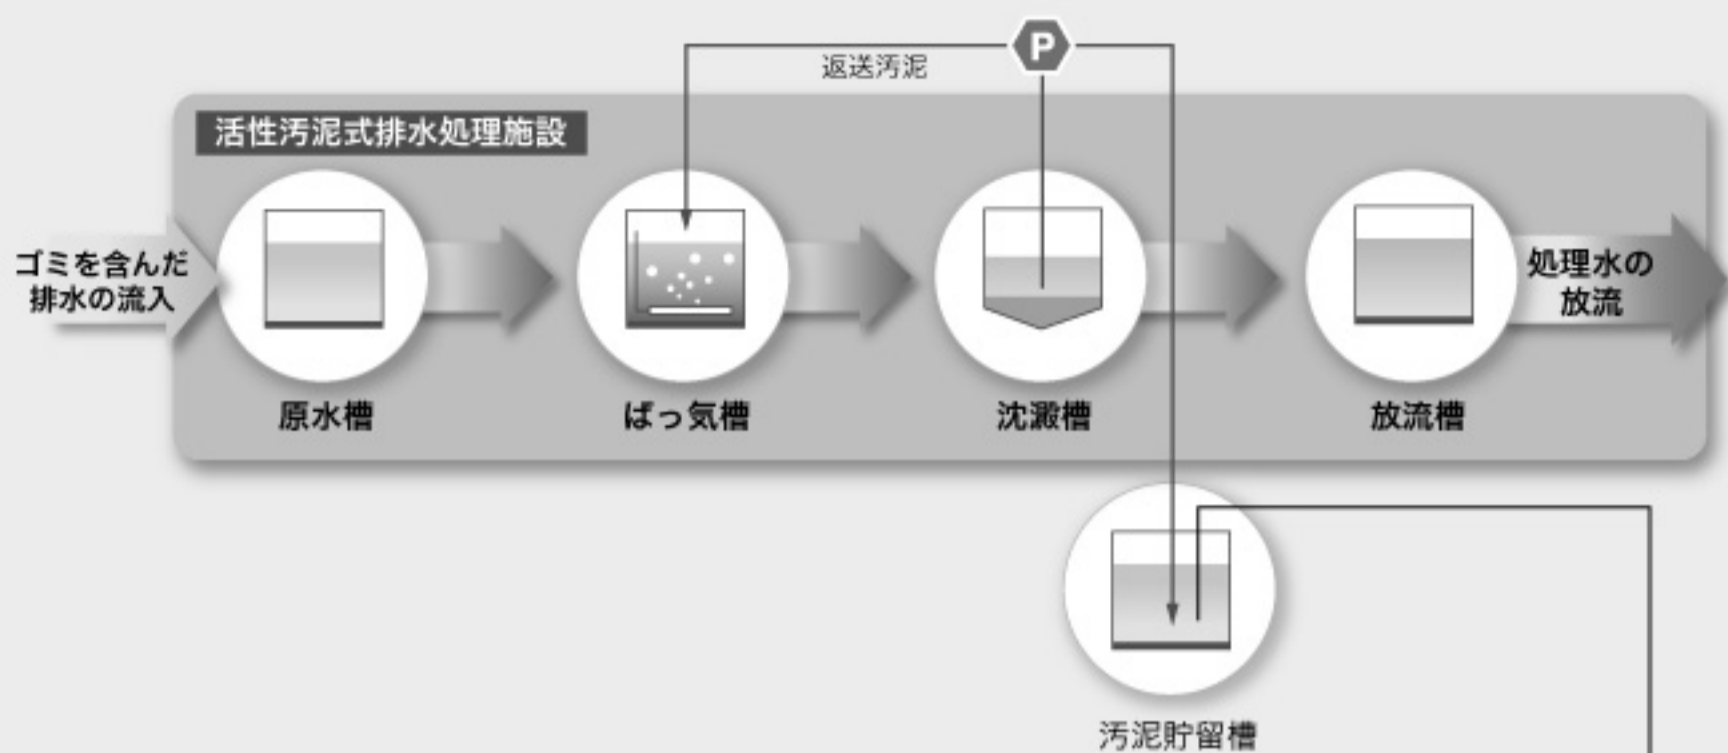 P
返送汚泥
活性汚泥式排水処理施設
ゴミを含んだ
排水の流入
処理水の
放流
原水槽
ばっ気槽
沈澱槽
放流槽
汚泥貯留槽